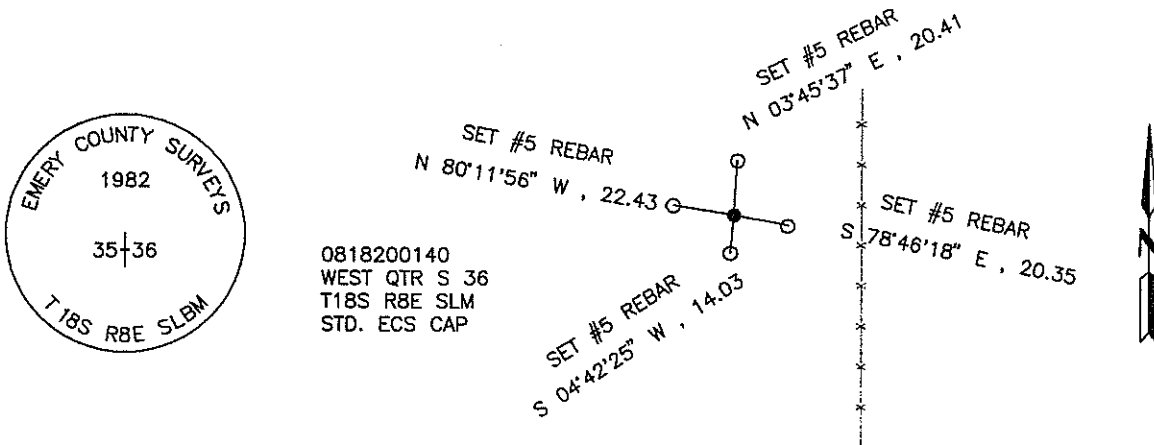 EMERY COUNTY SURVEYS
1982
35 36
T18S R8E SLBM
0818200140
WEST QTR S 36
T18S R8E SLM
STD. ECS CAP
SET #5 REBAR
N 80°11'56" W , 22.43
SET #5 REBAR
N 03°45'37" E , 20.41
SET #5 REBAR
S 78°46'18" E , 20.35
SET #5 REBAR
S 04°42'25" W , 14.03
N